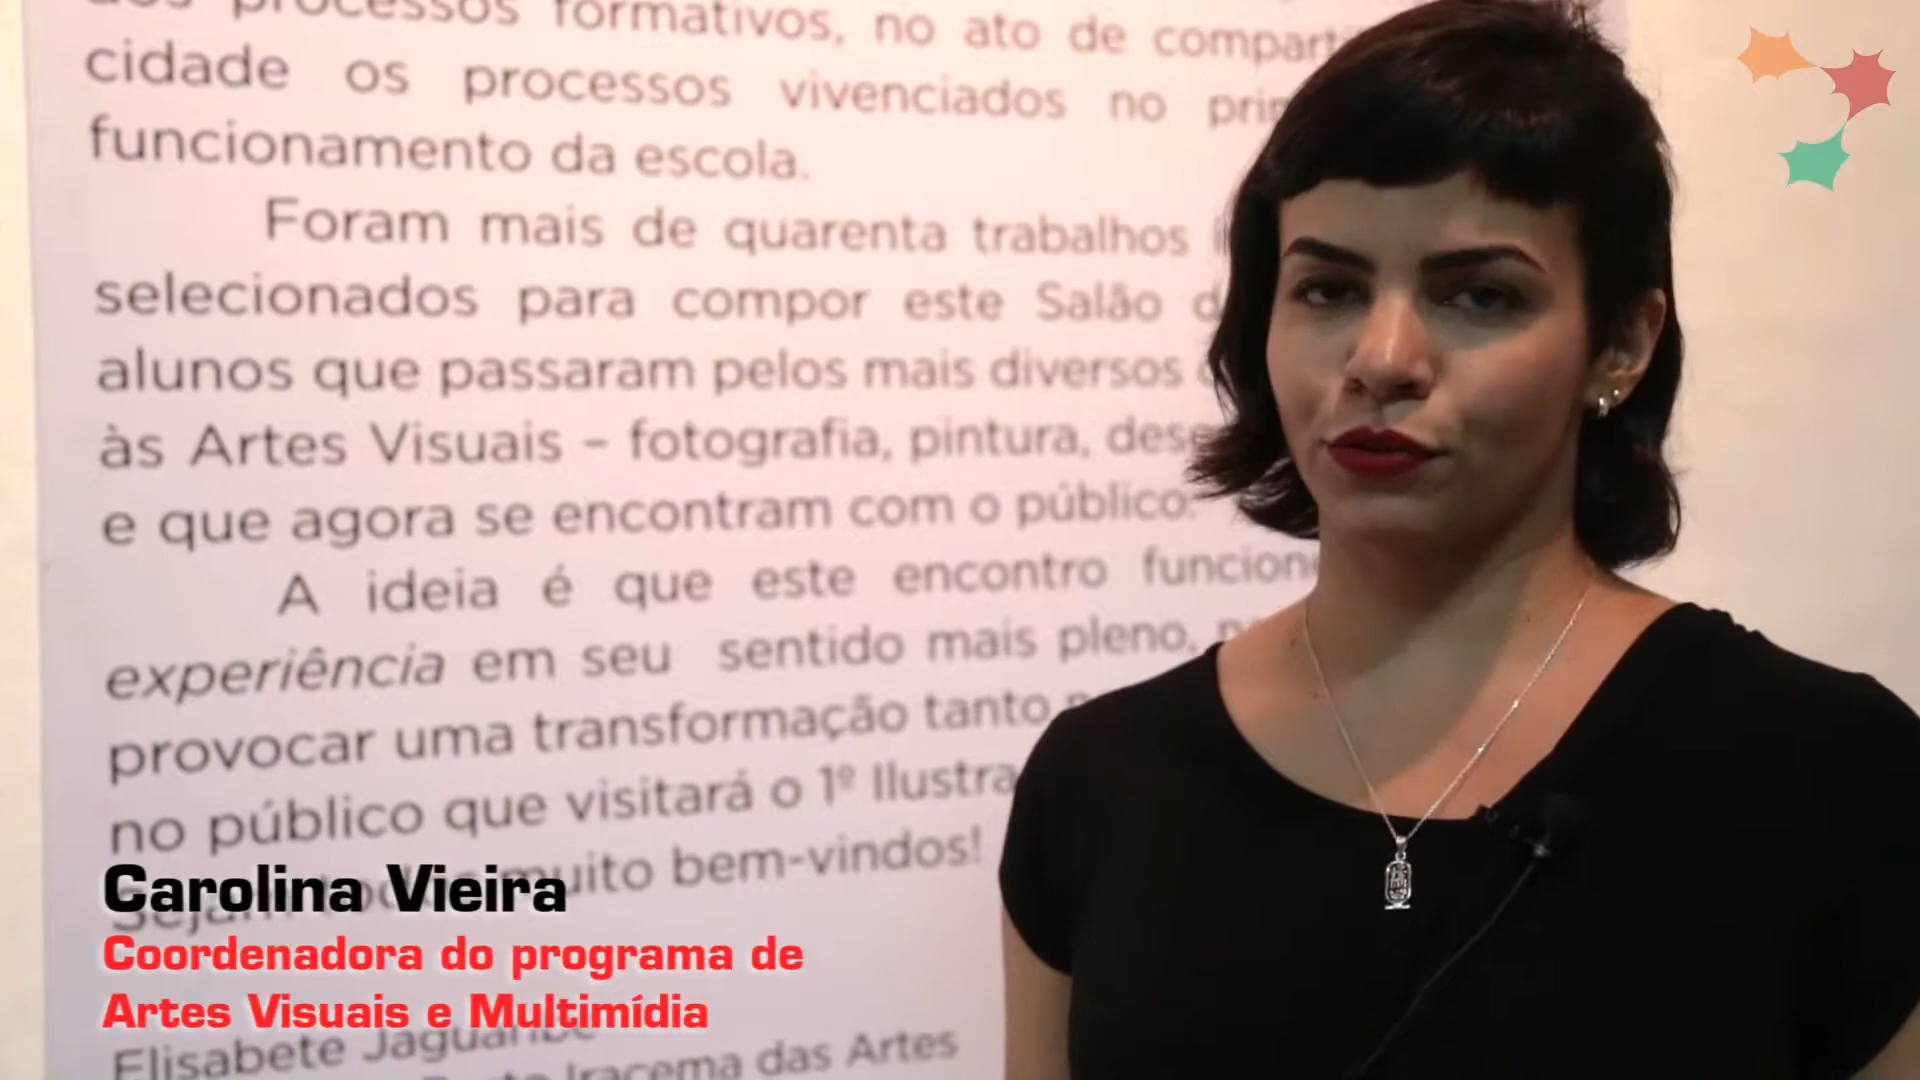 processos formativos, no ato de compart
cidade os processos vivenciados no pri
funcionamento da escola.
Foram mais de quarenta trabalhos
selecionados para compor este Salão d
alunos que passaram pelos mais diversos
às Artes Visuais – fotografia, pintura, dese
e que agora se encontram com o público.
A ideia é que este encontro funcion
experiência em seu sentido mais pleno,
provocar uma transformação tanto
no público que visitará o 1º Ilustra
muito bem-vindos!
Carolina Vieira
Coordenadora do programa de
Artes Visuais e Multimídia
Elisabete Jaguaribe
Iracema das Artes